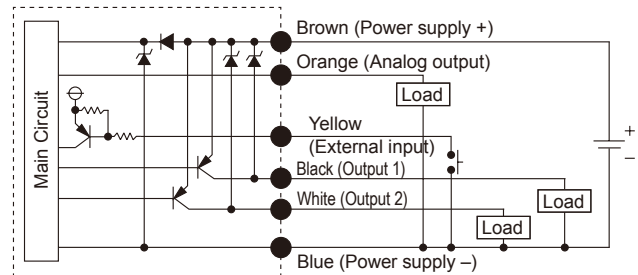 Main Circuit
Brown (Power supply +)
Orange (Analog output)
Load
Yellow
(External input)
Black (Output 1)
White (Output 2)
Load
Load
Blue (Power supply –)
+
–